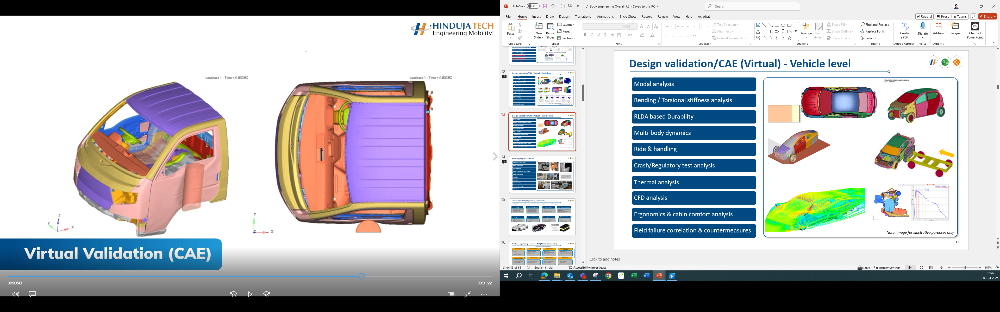 HINDUJA TECH
Engineering Mobility!
Loadcase 1 : Time = 0.002352
Loadcase 1 : Time = 0.002352
Z
Y
X
Y
Z
X
Virtual Validation (CAE)
00:03:43
00:01:22
10
30
AutoSave
Off
L1_Body engineering Overall_R5 • Saved to this PC
Search
File
Home
Insert
Draw
Design
Transitions
Animations
Slide Show
Record
Review
View
Help
Acrobat
Record
Present in Teams
Share
Paste
Clipboard
New
Slide
Reuse
Slides
Layout
Reset
Section
Slides
32
Font
Text Direction
Align Text
Convert to SmartArt
Paragraph
Arrange
Quick
Styles
Shape Fill
Shape Outline
Shape Effects
Drawing
Find and Replace
Replace Fonts
Select
Editing
Create
a PDF
Adobe Acrobat
Dictate
Voice
Add-ins
Add-ins
Designer
ChatGPT
PowerPoint
AI
12
1
Design validation/CAE (Virtual) - Body level
13
Design validation/CAE (Virtual) - Vehicle level
14
1
Prototyping & validation
15
Carbon Fiber Body Engineering Capabilities
16
Product Engineering Services – 2W (Bikes & Scooters)
Design validation/CAE (Virtual) - Vehicle level
Modal analysis
Bending / Torsional stiffness analysis
RLDA based Durability
Multi-body dynamics
Ride & handling
Crash/Regulatory test analysis
Thermal analysis
CFD analysis
Ergonomics & cabin comfort analysis
Field failure correlation & countermeasures
Note: Image for illustrative purposes only
13
Click to add notes
Slide 13 of 65
English (India)
Accessibility: Investigate
Notes
Display Settings
107%
16:47
03-04-2025